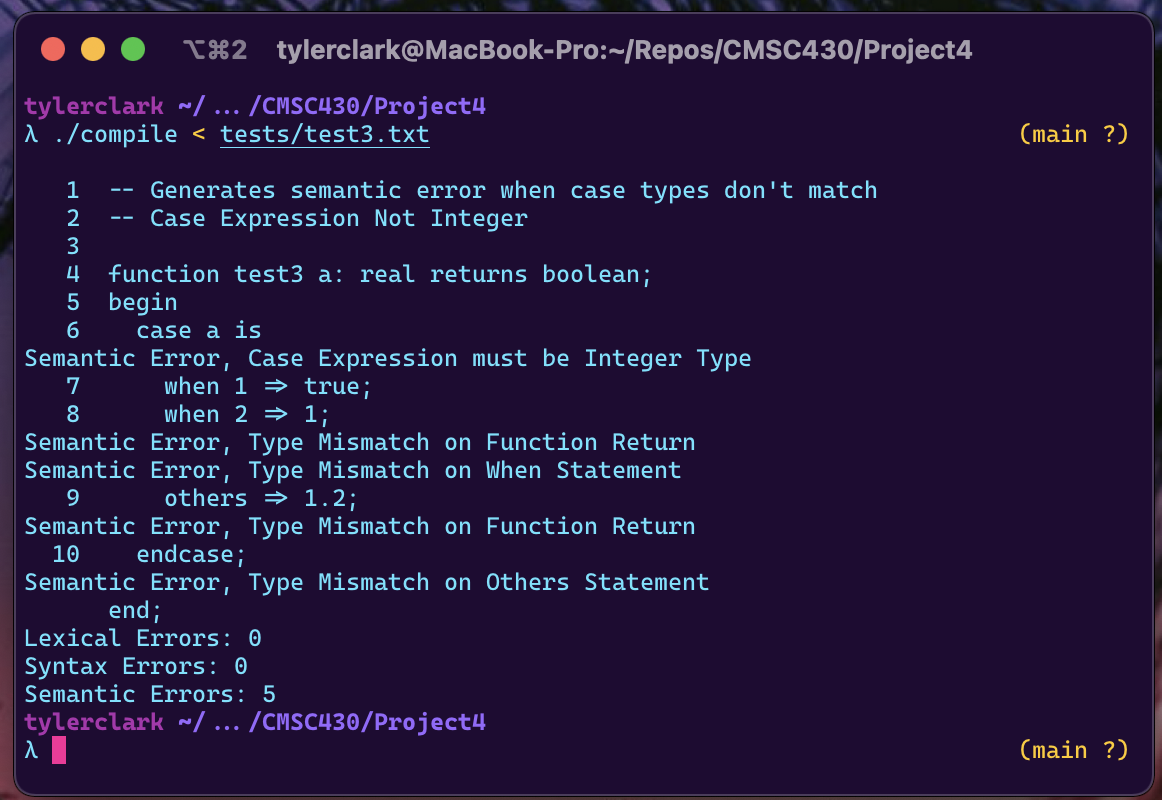 ⌥⌘2 tylerclark@MacBook-Pro:~/Repos/CMSC430/Project4
tylerclark ~/ … /CMSC430/Project4
λ ./compile < tests/test3.txt (main ?)
1 -- Generates semantic error when case types don't match
2 -- Case Expression Not Integer
3
4 function test3 a: real returns boolean;
5 begin
6 case a is
Semantic Error, Case Expression must be Integer Type
7 when 1 => true;
8 when 2 => 1;
Semantic Error, Type Mismatch on Function Return
Semantic Error, Type Mismatch on When Statement
9 others => 1.2;
Semantic Error, Type Mismatch on Function Return
10 endcase;
Semantic Error, Type Mismatch on Others Statement
end;
Lexical Errors: 0
Syntax Errors: 0
Semantic Errors: 5
tylerclark ~/ … /CMSC430/Project4
λ (main ?)